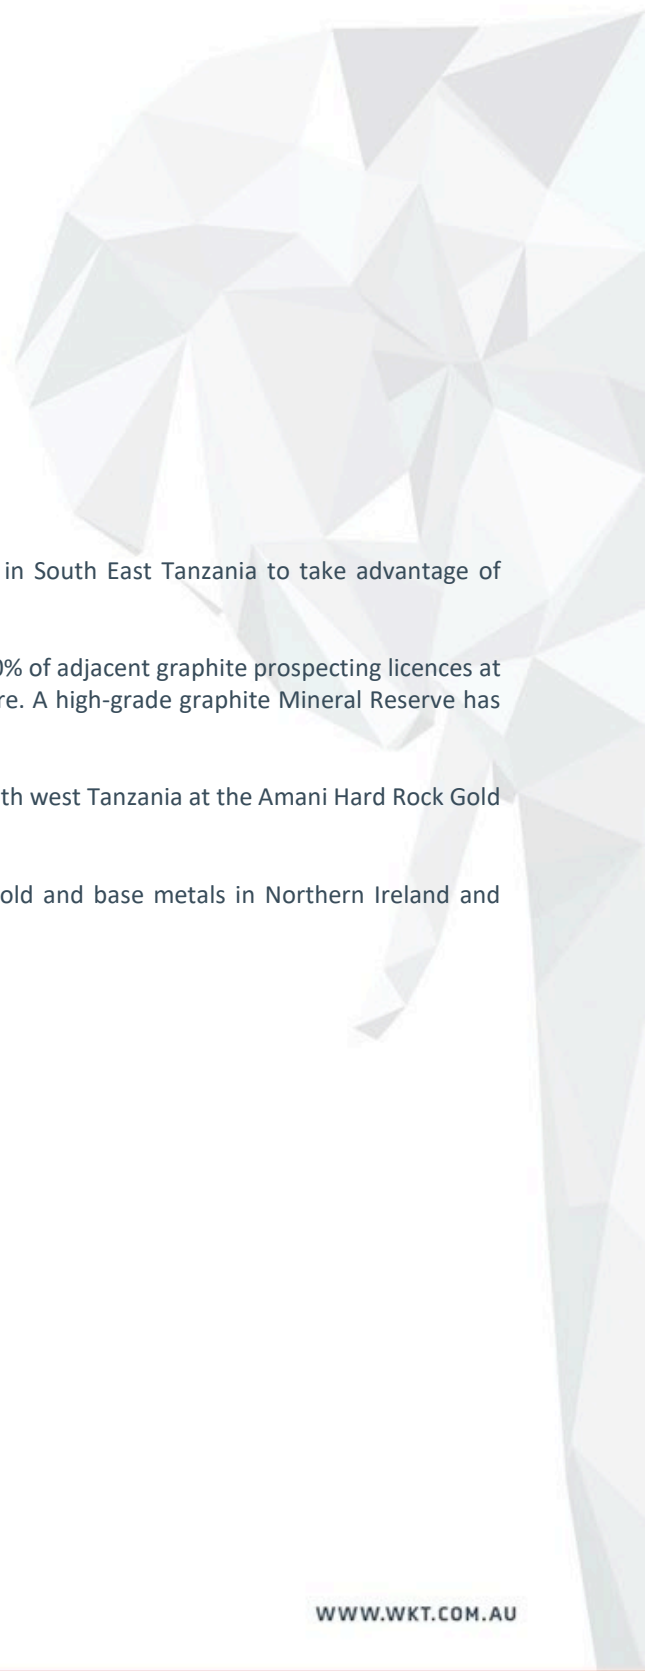 in South East Tanzania to take advantage of
0% of adjacent graphite prospecting licences at
re. A high-grade graphite Mineral Reserve has
th west Tanzania at the Amani Hard Rock Gold
old and base metals in Northern Ireland and
WWW.WKT.COM.AU